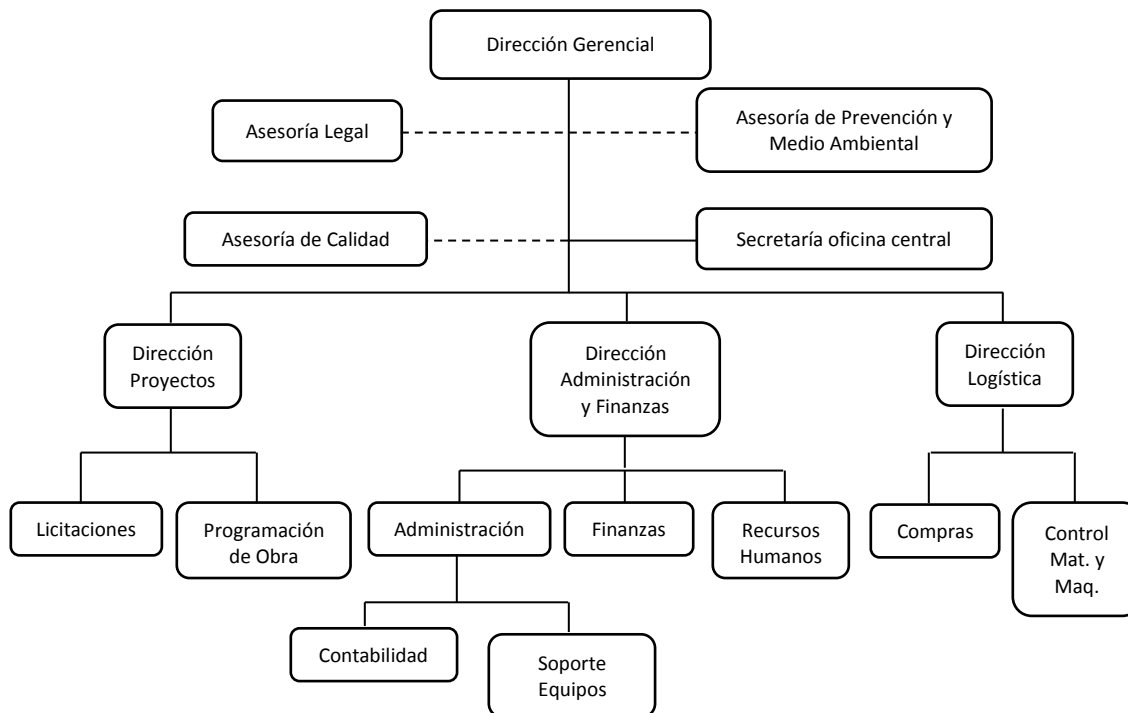 Dirección Gerencial
Asesoría Legal
Asesoría de Prevención y
Medio Ambiental
Asesoría de Calidad
Secretaría oficina central
Dirección
Proyectos
Dirección
Administración
y Finanzas
Dirección
Logística
Licitaciones
Programación
de Obra
Administración
Finanzas
Recursos
Humanos
Compras
Control
Mat. y
Maq.
Contabilidad
Soporte
Equipos